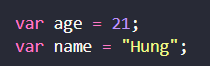 var age = 21;
var name = "Hung";